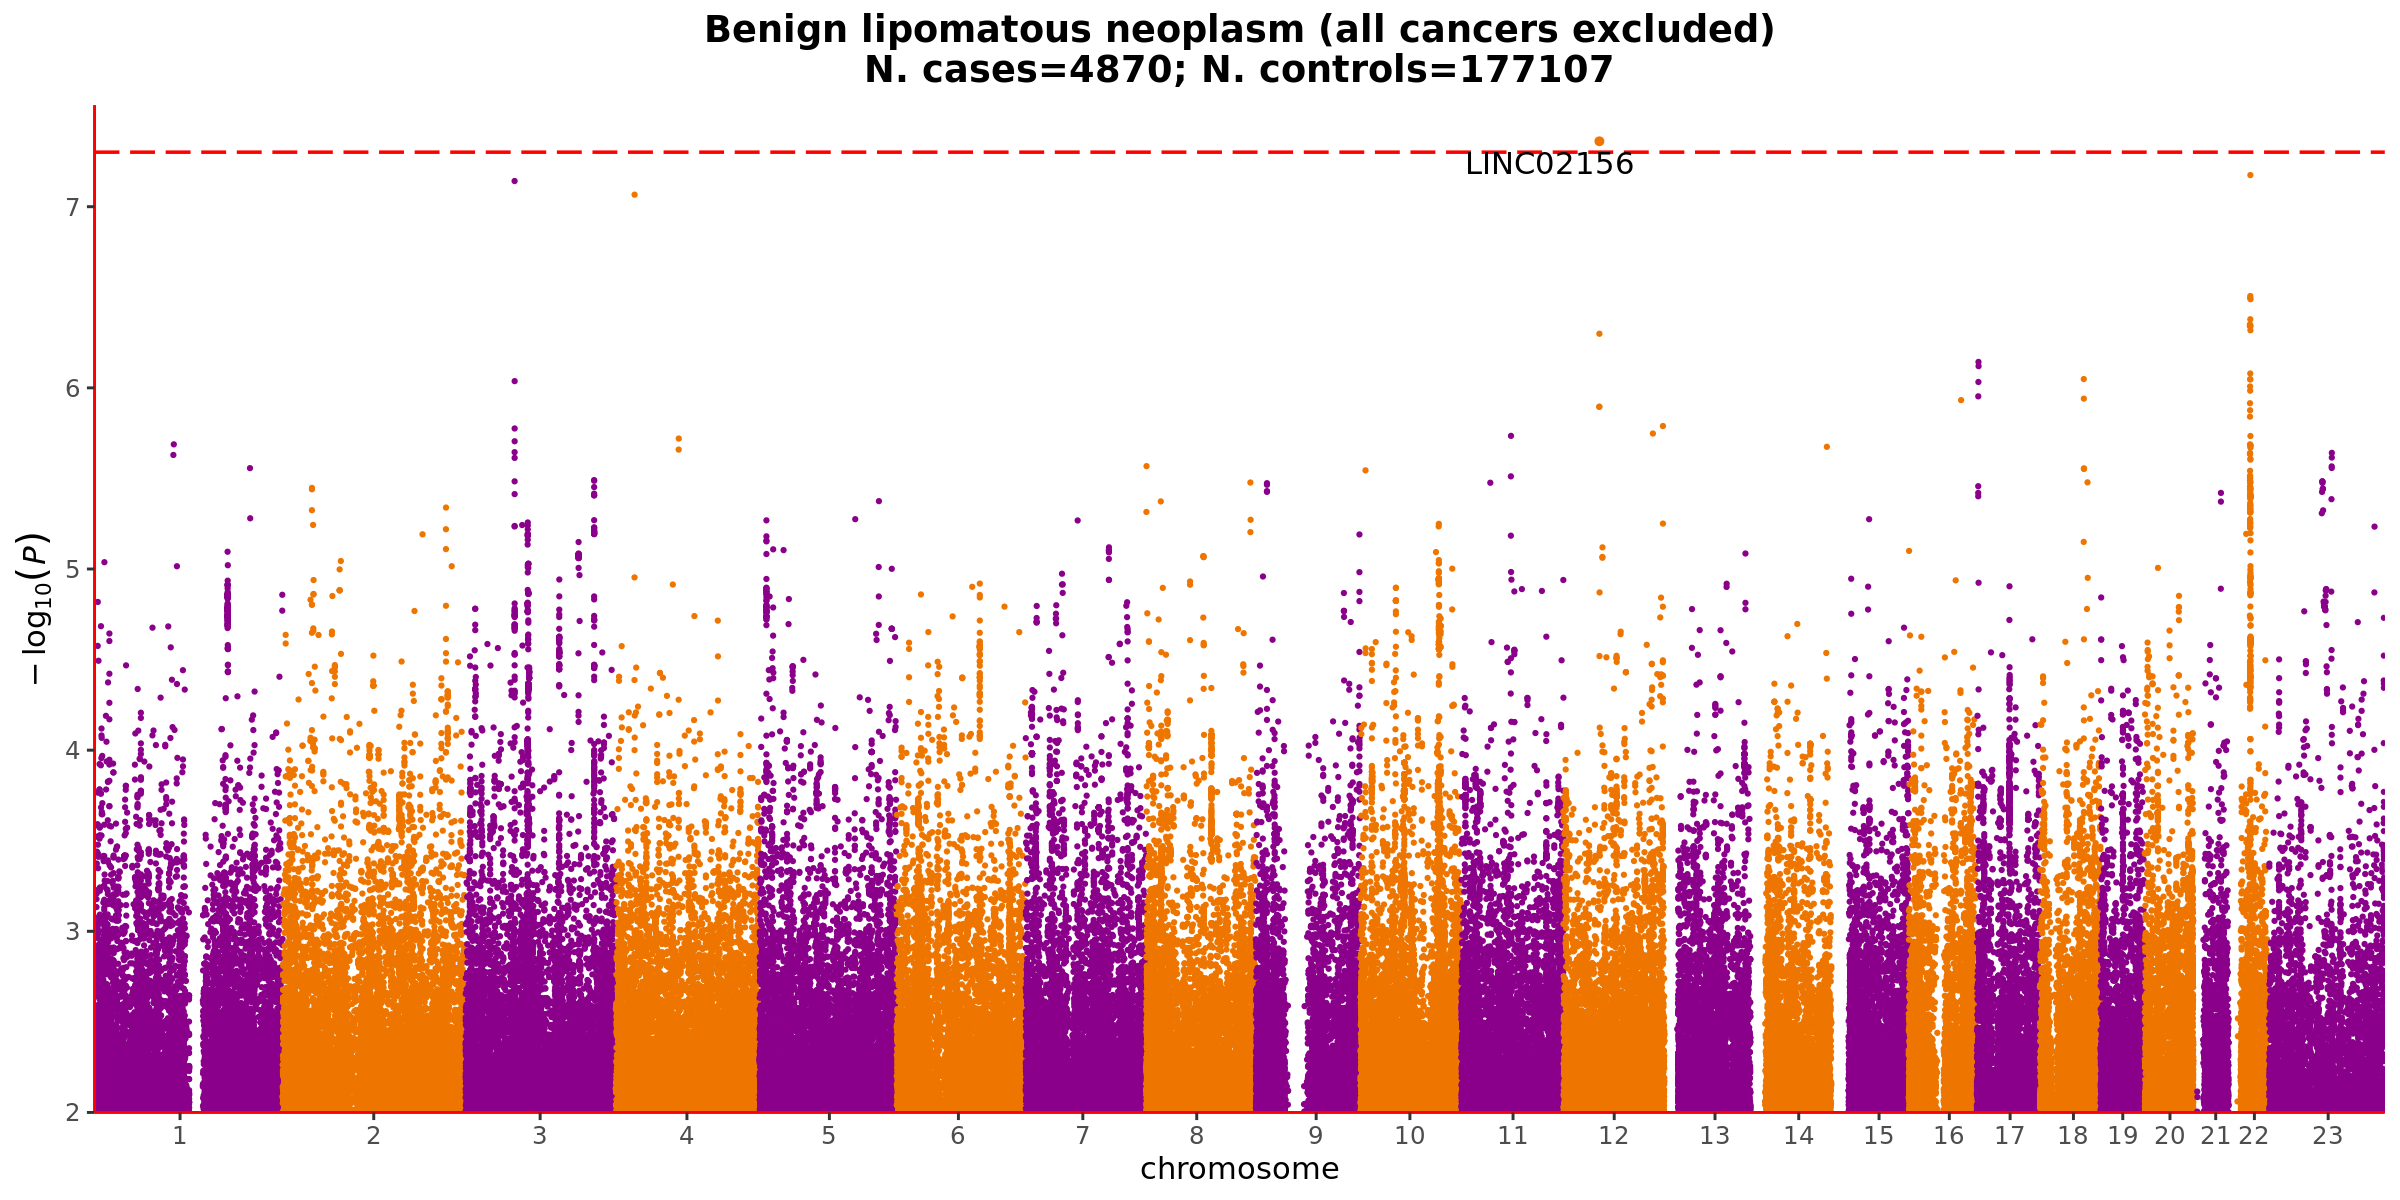 Benign lipomatous neoplasm (all cancers excluded)
N. cases=4870; N. controls=177107
LINC02156
7
6
5
4
3
2
−log₁₀(P)
1 2 3 4 5 6 7 8 9 10 11 12 13 14 15 16 17 18 19 20 21 22 23
chromosome